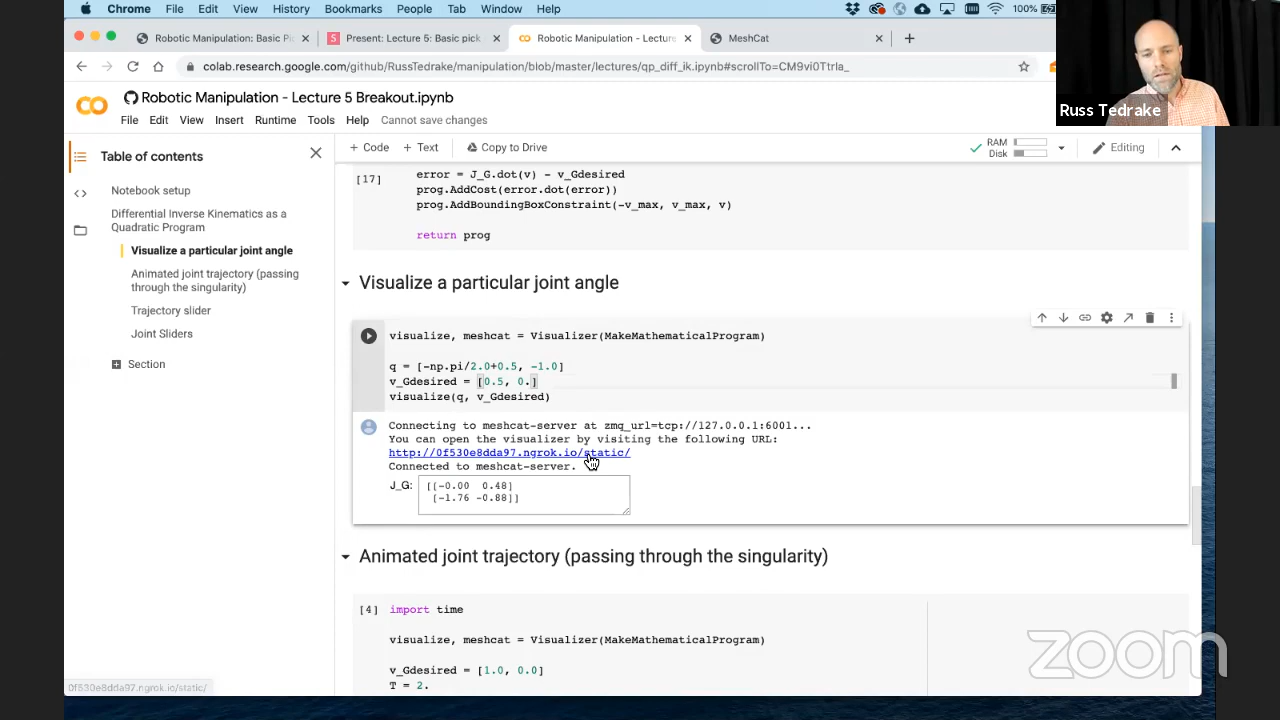 Chrome File Edit View History Bookmarks People Tab Window Help 100%
Robotic Manipulation: Basic Pi
Present: Lecture 5: Basic pick
Robotic Manipulation - Lecture
MeshCat
colab.research.google.com/github/RussTedrake/manipulation/blob/master/lectures/qp_diff_ik.ipynb#scrollTo=CM9vi0Ttrla_
Russ Tedrake
Robotic Manipulation - Lecture 5 Breakout.ipynb
File Edit View Insert Runtime Tools Help Cannot save changes
Table of contents
+ Code + Text Copy to Drive
RAM
Disk
Editing
Notebook setup
Differential Inverse Kinematics as a
Quadratic Program
Visualize a particular joint angle
Animated joint trajectory (passing
through the singularity)
Trajectory slider
Joint Sliders
Section
[17]
error = J_G.dot(v) - v_Gdesired
prog.AddCost(error.dot(error))
prog.AddBoundingBoxConstraint(-v_max, v_max, v)
return prog
Visualize a particular joint angle
visualize, meshcat = Visualizer(MakeMathematicalProgram)
q = [-np.pi/2.0+0.5, -1.0]
v_Gdesired = [0.5, 0.]
visualize(q, v_Gdesired)
Connecting to meshcat-server at zmq_url=tcp://127.0.0.1:6001...
You can open the visualizer by visiting the following URL:
http://0f530e8dda97.ngrok.io/static/
Connected to meshcat-server.
J_G: [[-0.00 0.48]
[-1.76 -0.88]]
Animated joint trajectory (passing through the singularity)
[4] import time
visualize, meshcat = Visualizer(MakeMathematicalProgram)
v_Gdesired = [1.0, 0.0]
T = 2.
0f530e8dda97.ngrok.io/static/
zoom